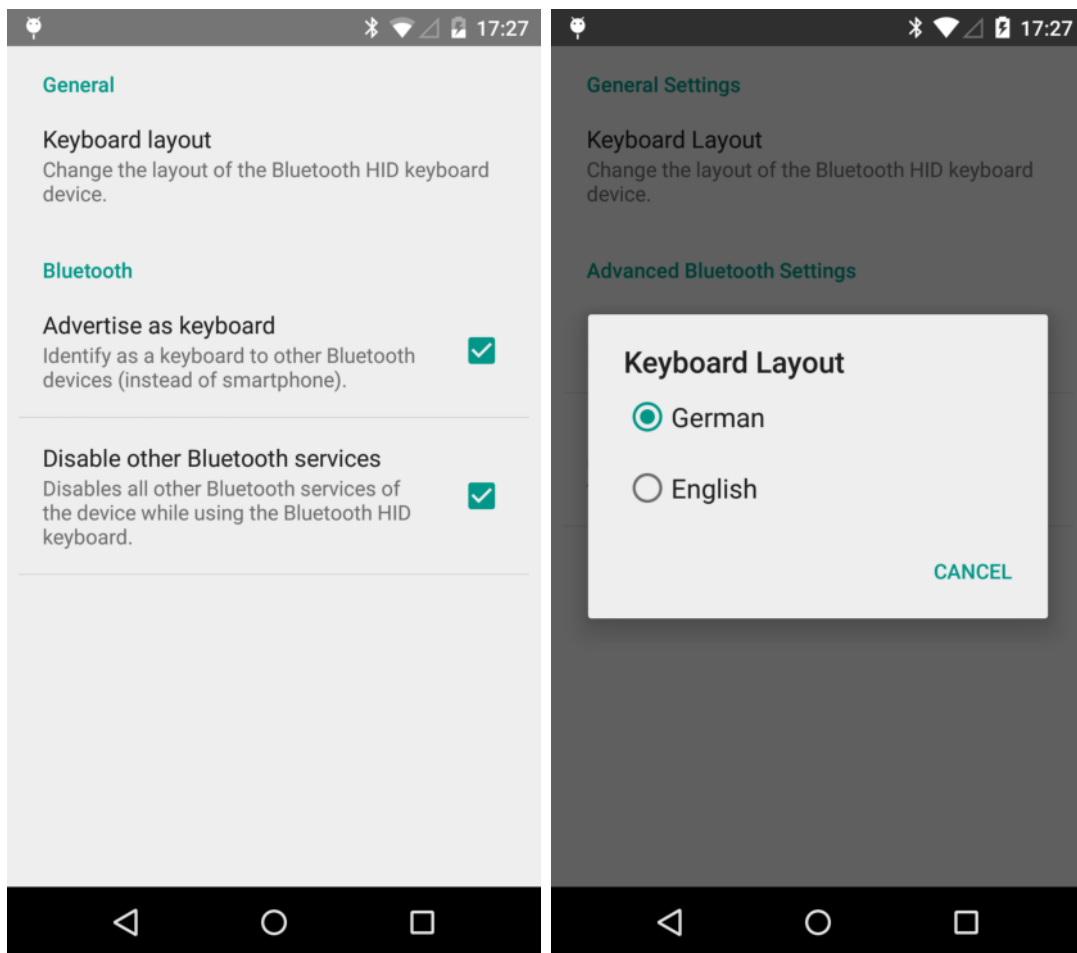 17:27
General
Keyboard layout
Change the layout of the Bluetooth HID keyboard
device.
Bluetooth
Advertise as keyboard
Identify as a keyboard to other Bluetooth
devices (instead of smartphone).
Disable other Bluetooth services
Disables all other Bluetooth services of
the device while using the Bluetooth HID
keyboard.
17:27
General Settings
Keyboard Layout
Change the layout of the Bluetooth HID keyboard
device.
Advanced Bluetooth Settings
Keyboard Layout
German
English
CANCEL